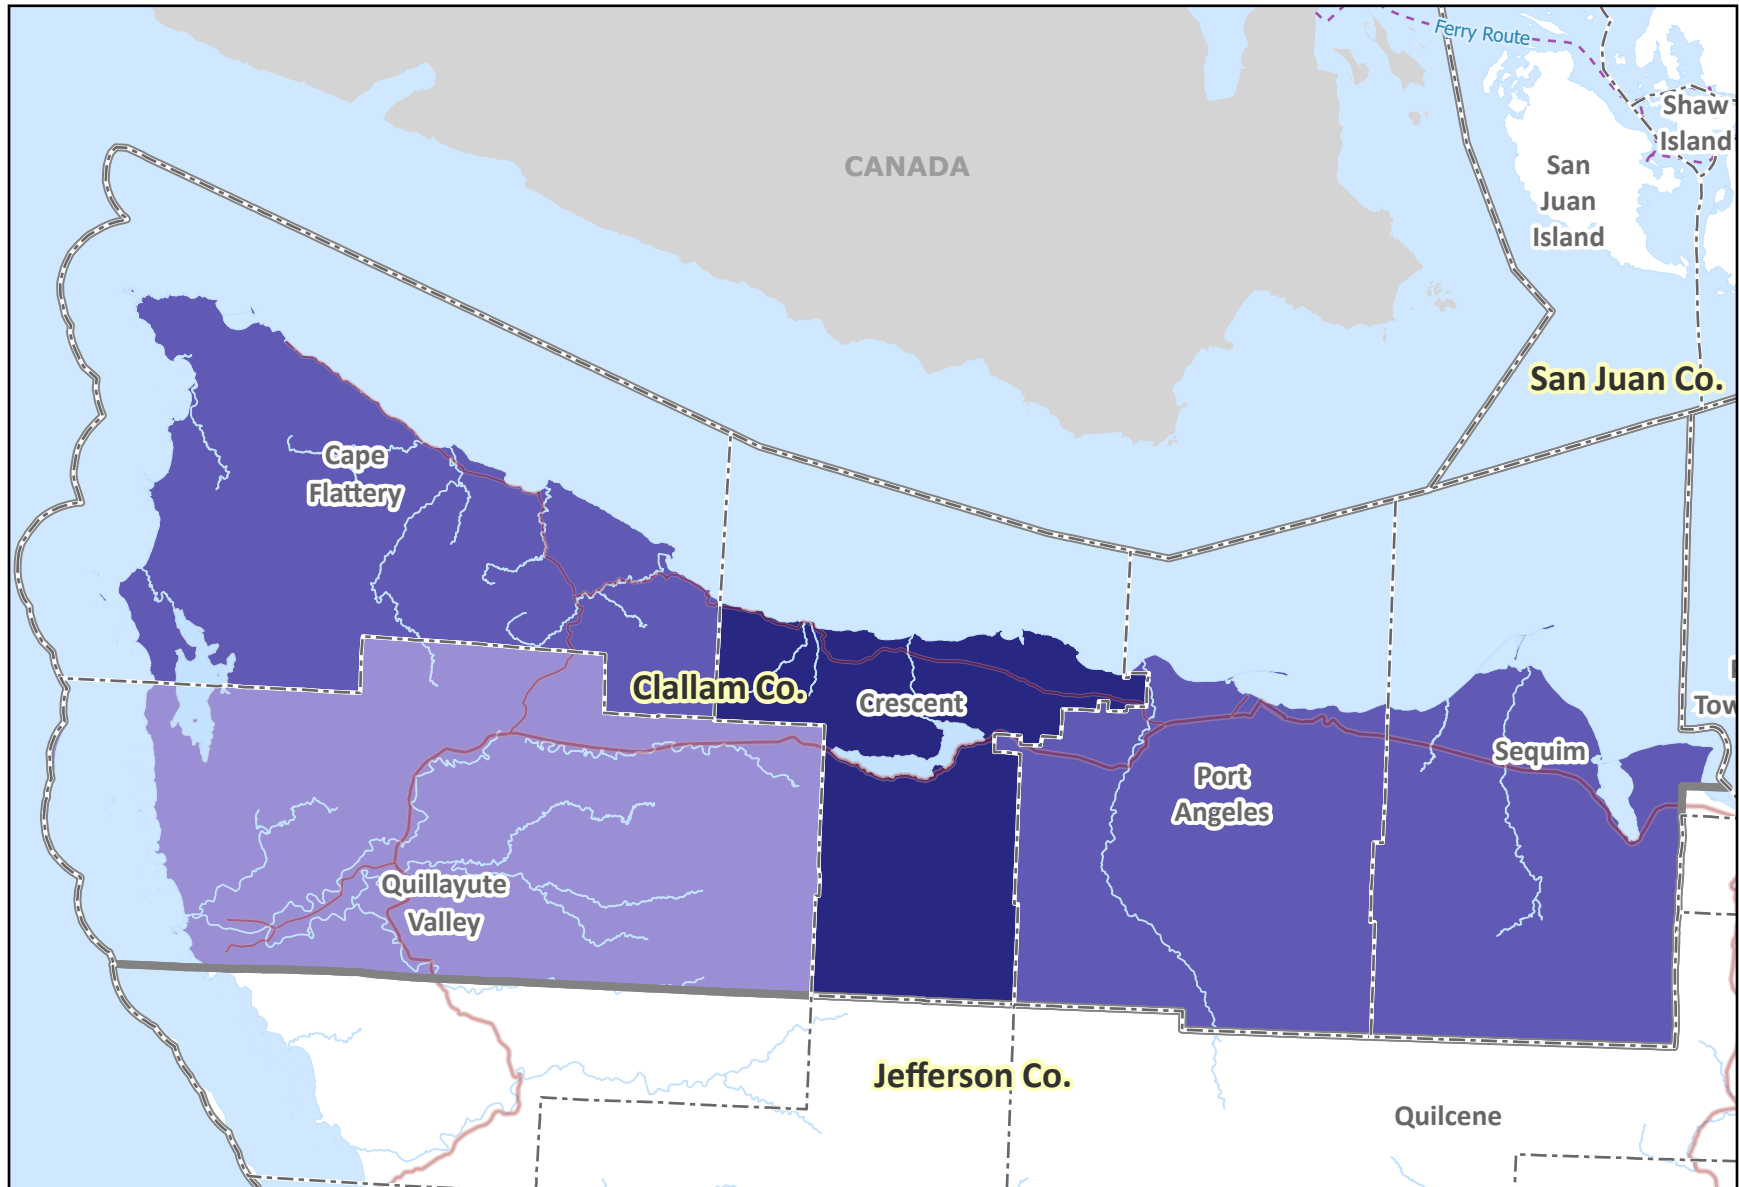 Ferry Route
Shaw
Island
CANADA
San
Juan
Island
San Juan Co.
Cape
Flattery
Clallam Co.
Crescent
Sequim
Port
Angeles
Quillayute
Valley
Jefferson Co.
Quilcene